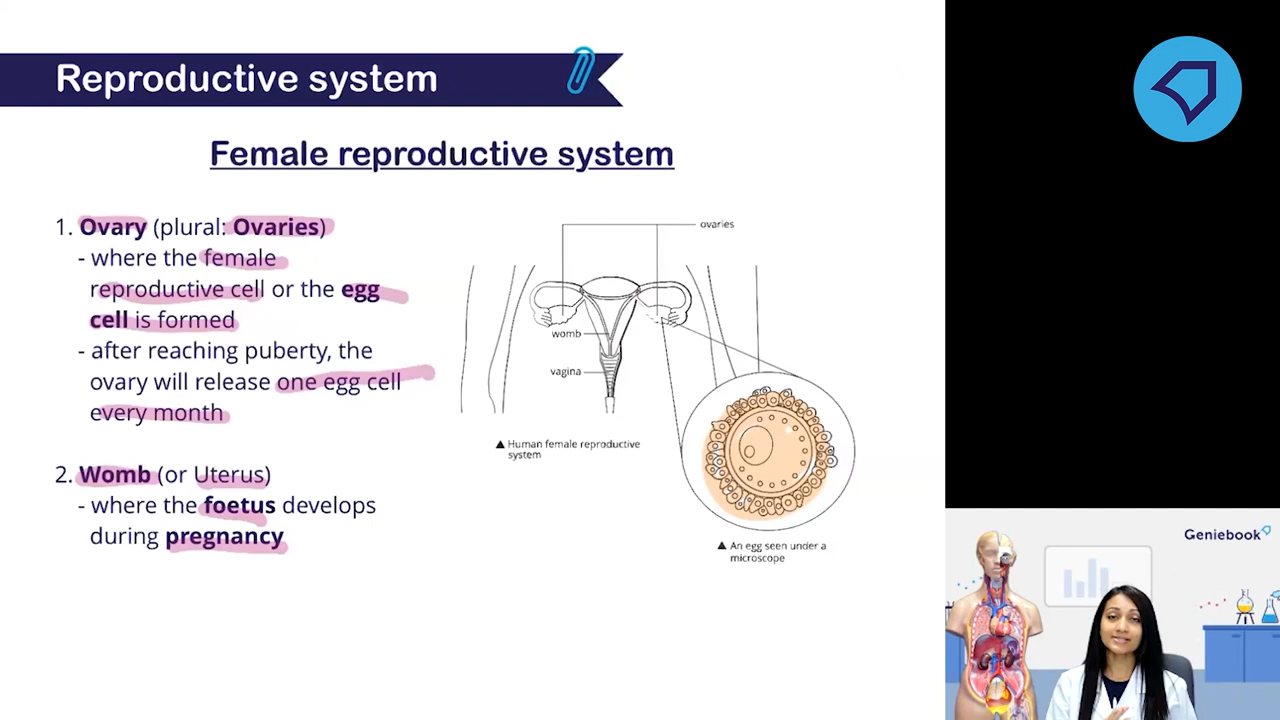 Reproductive system
Female reproductive system
1. Ovary (plural: Ovaries)
- where the female
reproductive cell or the egg
cell is formed
- after reaching puberty, the
ovary will release one egg cell
every month
2. Womb (or Uterus)
- where the foetus develops
during pregnancy
ovaries
womb
vagina
▲ Human female reproductive
system
▲ An egg seen under a
microscope
Geniebook